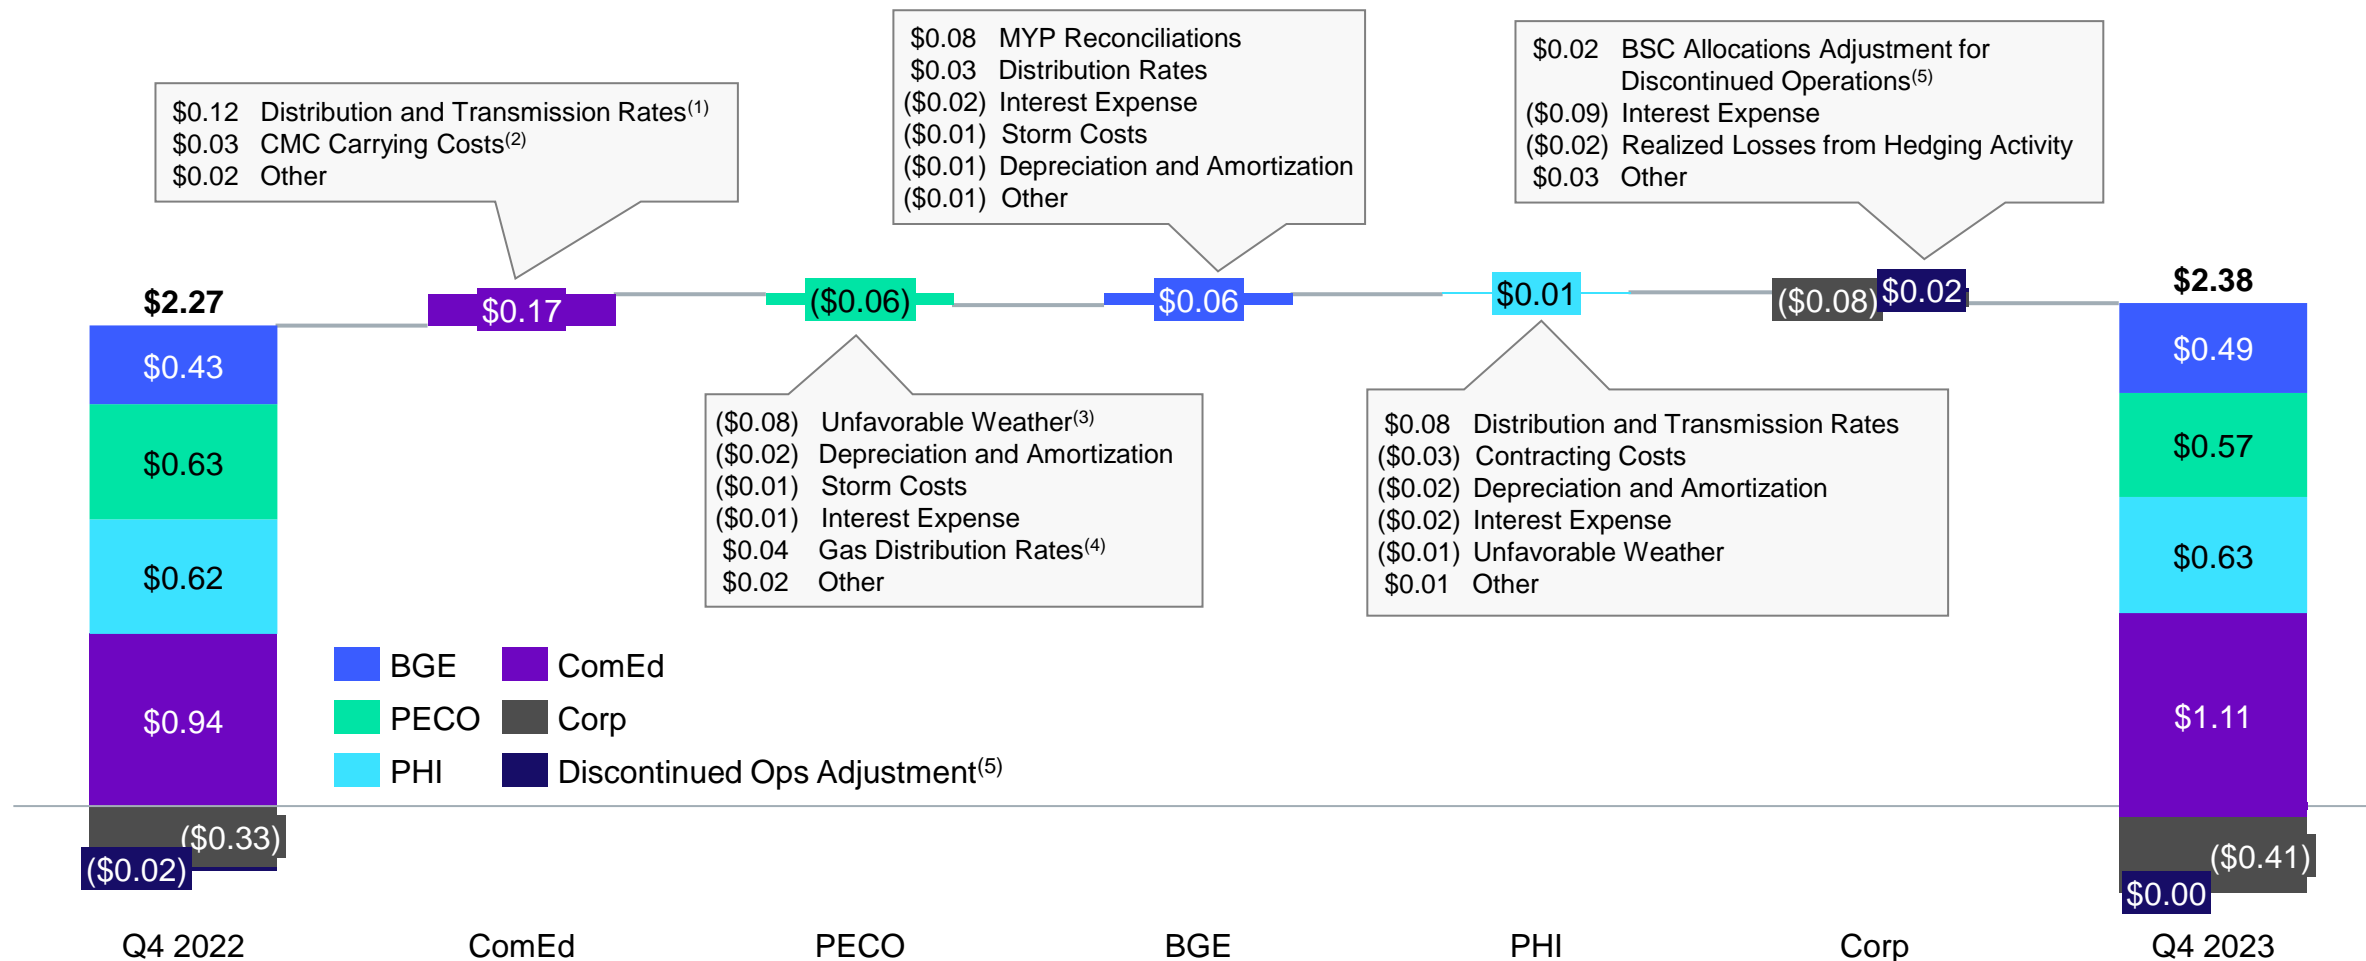 $0.08 MYP Reconciliations
$0.03 Distribution Rates
($0.02) Interest Expense
($0.01) Storm Costs
($0.01) Depreciation and Amortization
($0.01) Other
$0.02 BSC Allocations Adjustment for
Discontinued Operations(5)
($0.09) Interest Expense
($0.02) Realized Losses from Hedging Activity
$0.03 Other
$0.12 Distribution and Transmission Rates(1)
$0.03 CMC Carrying Costs(2)
$0.02 Other
$2.27
$0.17
($0.06)
$0.06
$0.01
($0.08)
$0.02
$2.38
$0.43
$0.63
$0.62
$0.94
($0.33)
($0.02)
($0.08) Unfavorable Weather(3)
($0.02) Depreciation and Amortization
($0.01) Storm Costs
($0.01) Interest Expense
$0.04 Gas Distribution Rates(4)
$0.02 Other
$0.08 Distribution and Transmission Rates
($0.03) Contracting Costs
($0.02) Depreciation and Amortization
($0.02) Interest Expense
($0.01) Unfavorable Weather
$0.01 Other
$0.49
$0.57
$0.63
$1.11
($0.41)
$0.00
BGE ComEd
PECO Corp
PHI Discontinued Ops Adjustment(5)
Q4 2022 ComEd PECO BGE PHI Corp Q4 2023